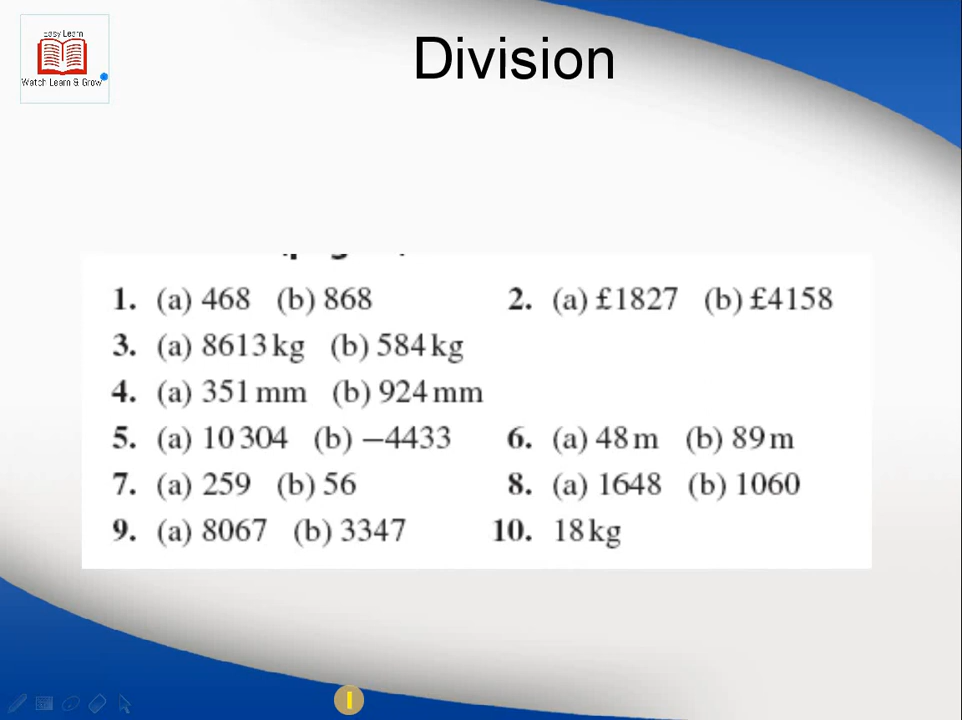 Easy Learn
Watch Learn & Grow
Division
1. (a) 468 (b) 868 2. (a) £1827 (b) £4158
3. (a) 8613 kg (b) 584 kg
4. (a) 351 mm (b) 924 mm
5. (a) 10 304 (b) −4433 6. (a) 48 m (b) 89 m
7. (a) 259 (b) 56 8. (a) 1648 (b) 1060
9. (a) 8067 (b) 3347 10. 18 kg